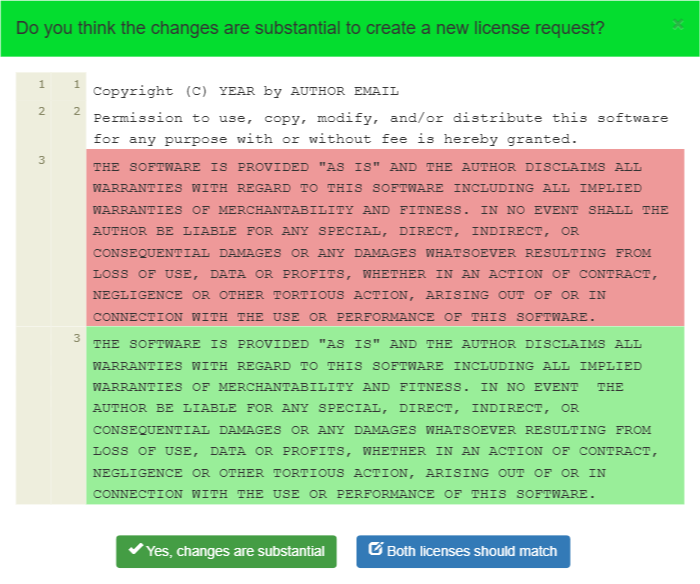 Do you think the changes are substantial to create a new license request?
×
1 1 Copyright (C) YEAR by AUTHOR EMAIL
2 2 Permission to use, copy, modify, and/or distribute this software
for any purpose with or without fee is hereby granted.
3 THE SOFTWARE IS PROVIDED "AS IS" AND THE AUTHOR DISCLAIMS ALL
WARRANTIES WITH REGARD TO THIS SOFTWARE INCLUDING ALL IMPLIED
WARRANTIES OF MERCHANTABILITY AND FITNESS. IN NO EVENT SHALL THE
AUTHOR BE LIABLE FOR ANY SPECIAL, DIRECT, INDIRECT, OR
CONSEQUENTIAL DAMAGES OR ANY DAMAGES WHATSOEVER RESULTING FROM
LOSS OF USE, DATA OR PROFITS, WHETHER IN AN ACTION OF CONTRACT,
NEGLIGENCE OR OTHER TORTIOUS ACTION, ARISING OUT OF OR IN
CONNECTION WITH THE USE OR PERFORMANCE OF THIS SOFTWARE.
3 THE SOFTWARE IS PROVIDED "AS IS" AND THE AUTHOR DISCLAIMS ALL
WARRANTIES WITH REGARD TO THIS SOFTWARE INCLUDING ALL IMPLIED
WARRANTIES OF MERCHANTABILITY AND FITNESS. IN NO EVENT  THE
AUTHOR BE LIABLE FOR ANY SPECIAL, DIRECT, INDIRECT, OR
CONSEQUENTIAL DAMAGES OR ANY DAMAGES WHATSOEVER RESULTING FROM
LOSS OF USE, DATA OR PROFITS, WHETHER IN AN ACTION OF CONTRACT,
NEGLIGENCE OR OTHER TORTIOUS ACTION, ARISING OUT OF OR IN
CONNECTION WITH THE USE OR PERFORMANCE OF THIS SOFTWARE.
Yes, changes are substantial
Both licenses should match